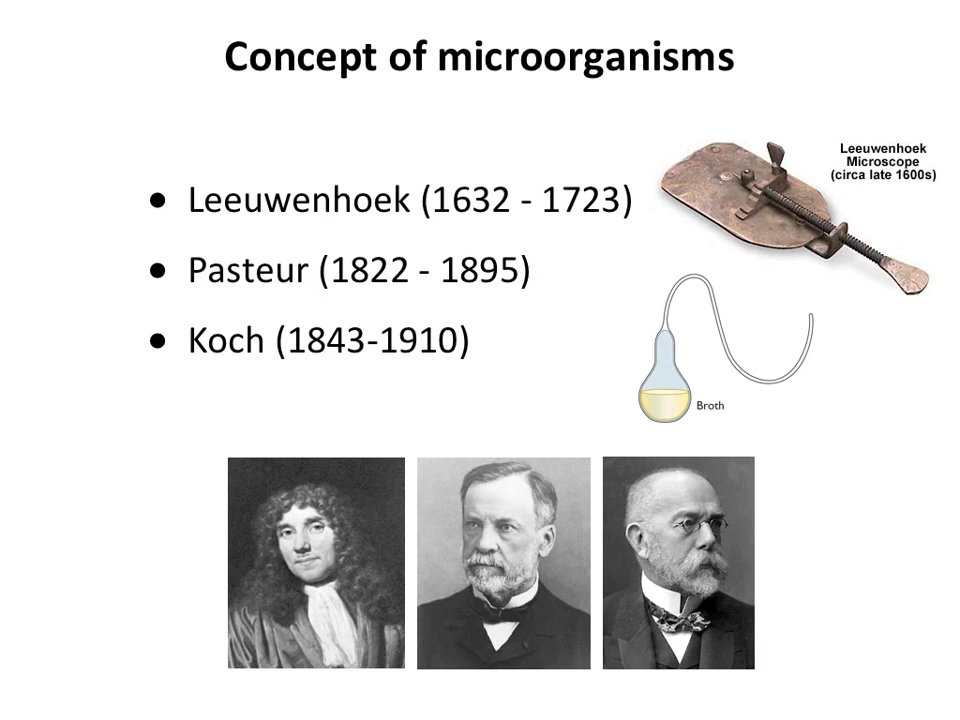 Concept of microorganisms
• Leeuwenhoek (1632 - 1723)
• Pasteur (1822 - 1895)
• Koch (1843-1910)
Leeuwenhoek
Microscope
(circa late 1600s)
Broth